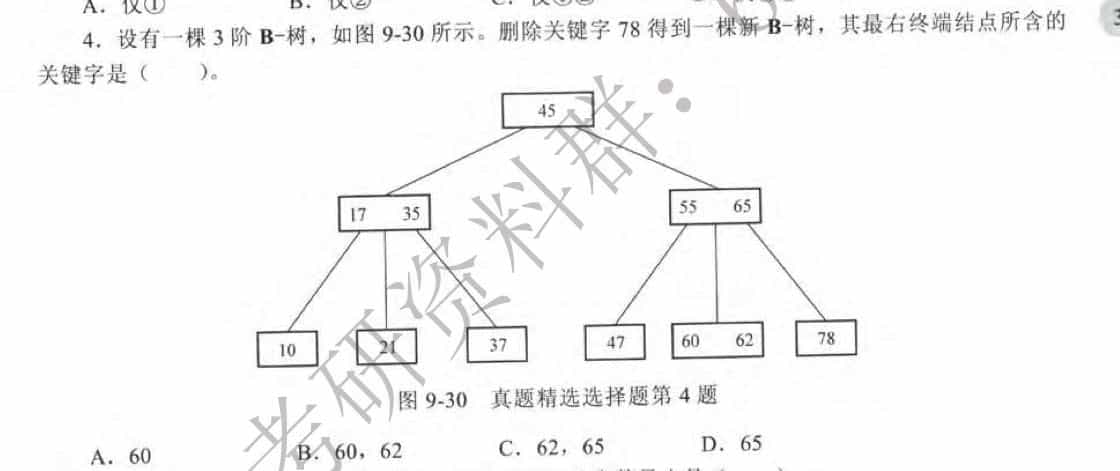 A. 仅①
4. 设有一棵 3 阶 B-树，如图 9-30 所示。删除关键字 78 得到一棵新 B-树，其最右终端结点所含的
关键字是（ ）。
45
17 35
55 65
10
21
37
47
60 62
78
考研资料群：
图 9-30 真题精选选择题第 4 题
A. 60
B. 60，62
C. 62，65
D. 65